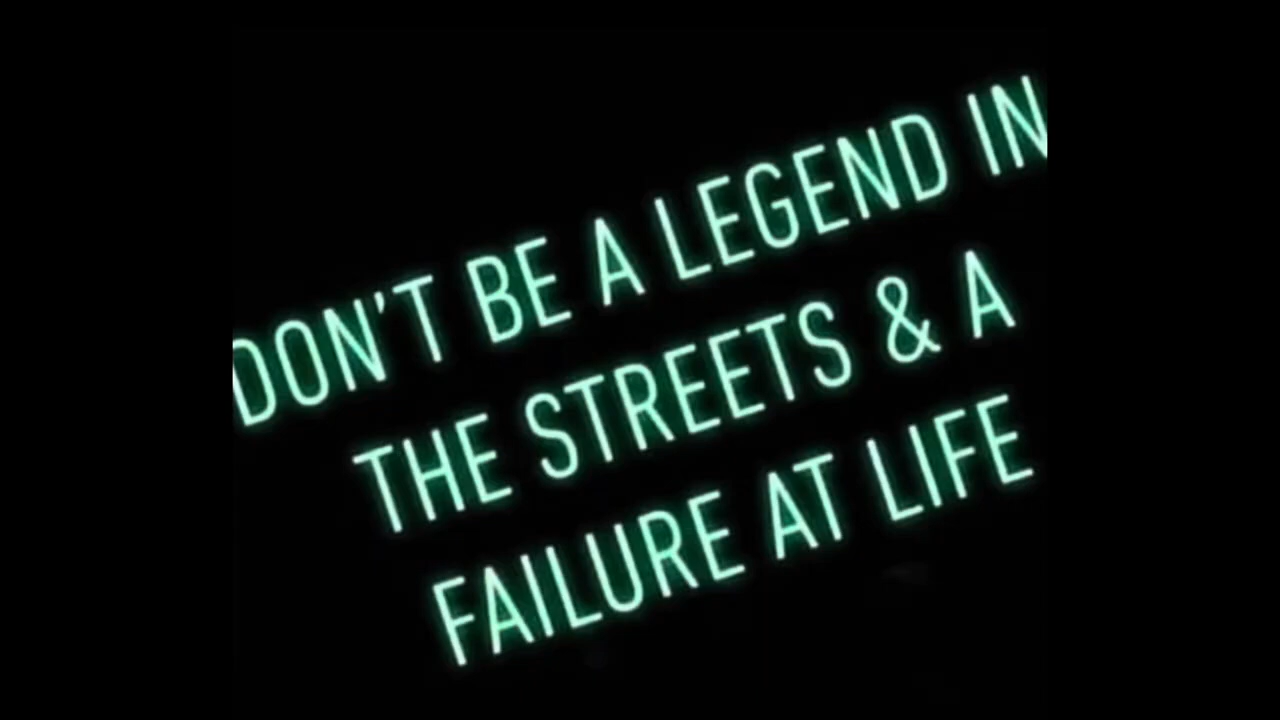 DON'T BE A LEGEND IN
THE STREETS & A
FAILURE AT LIFE